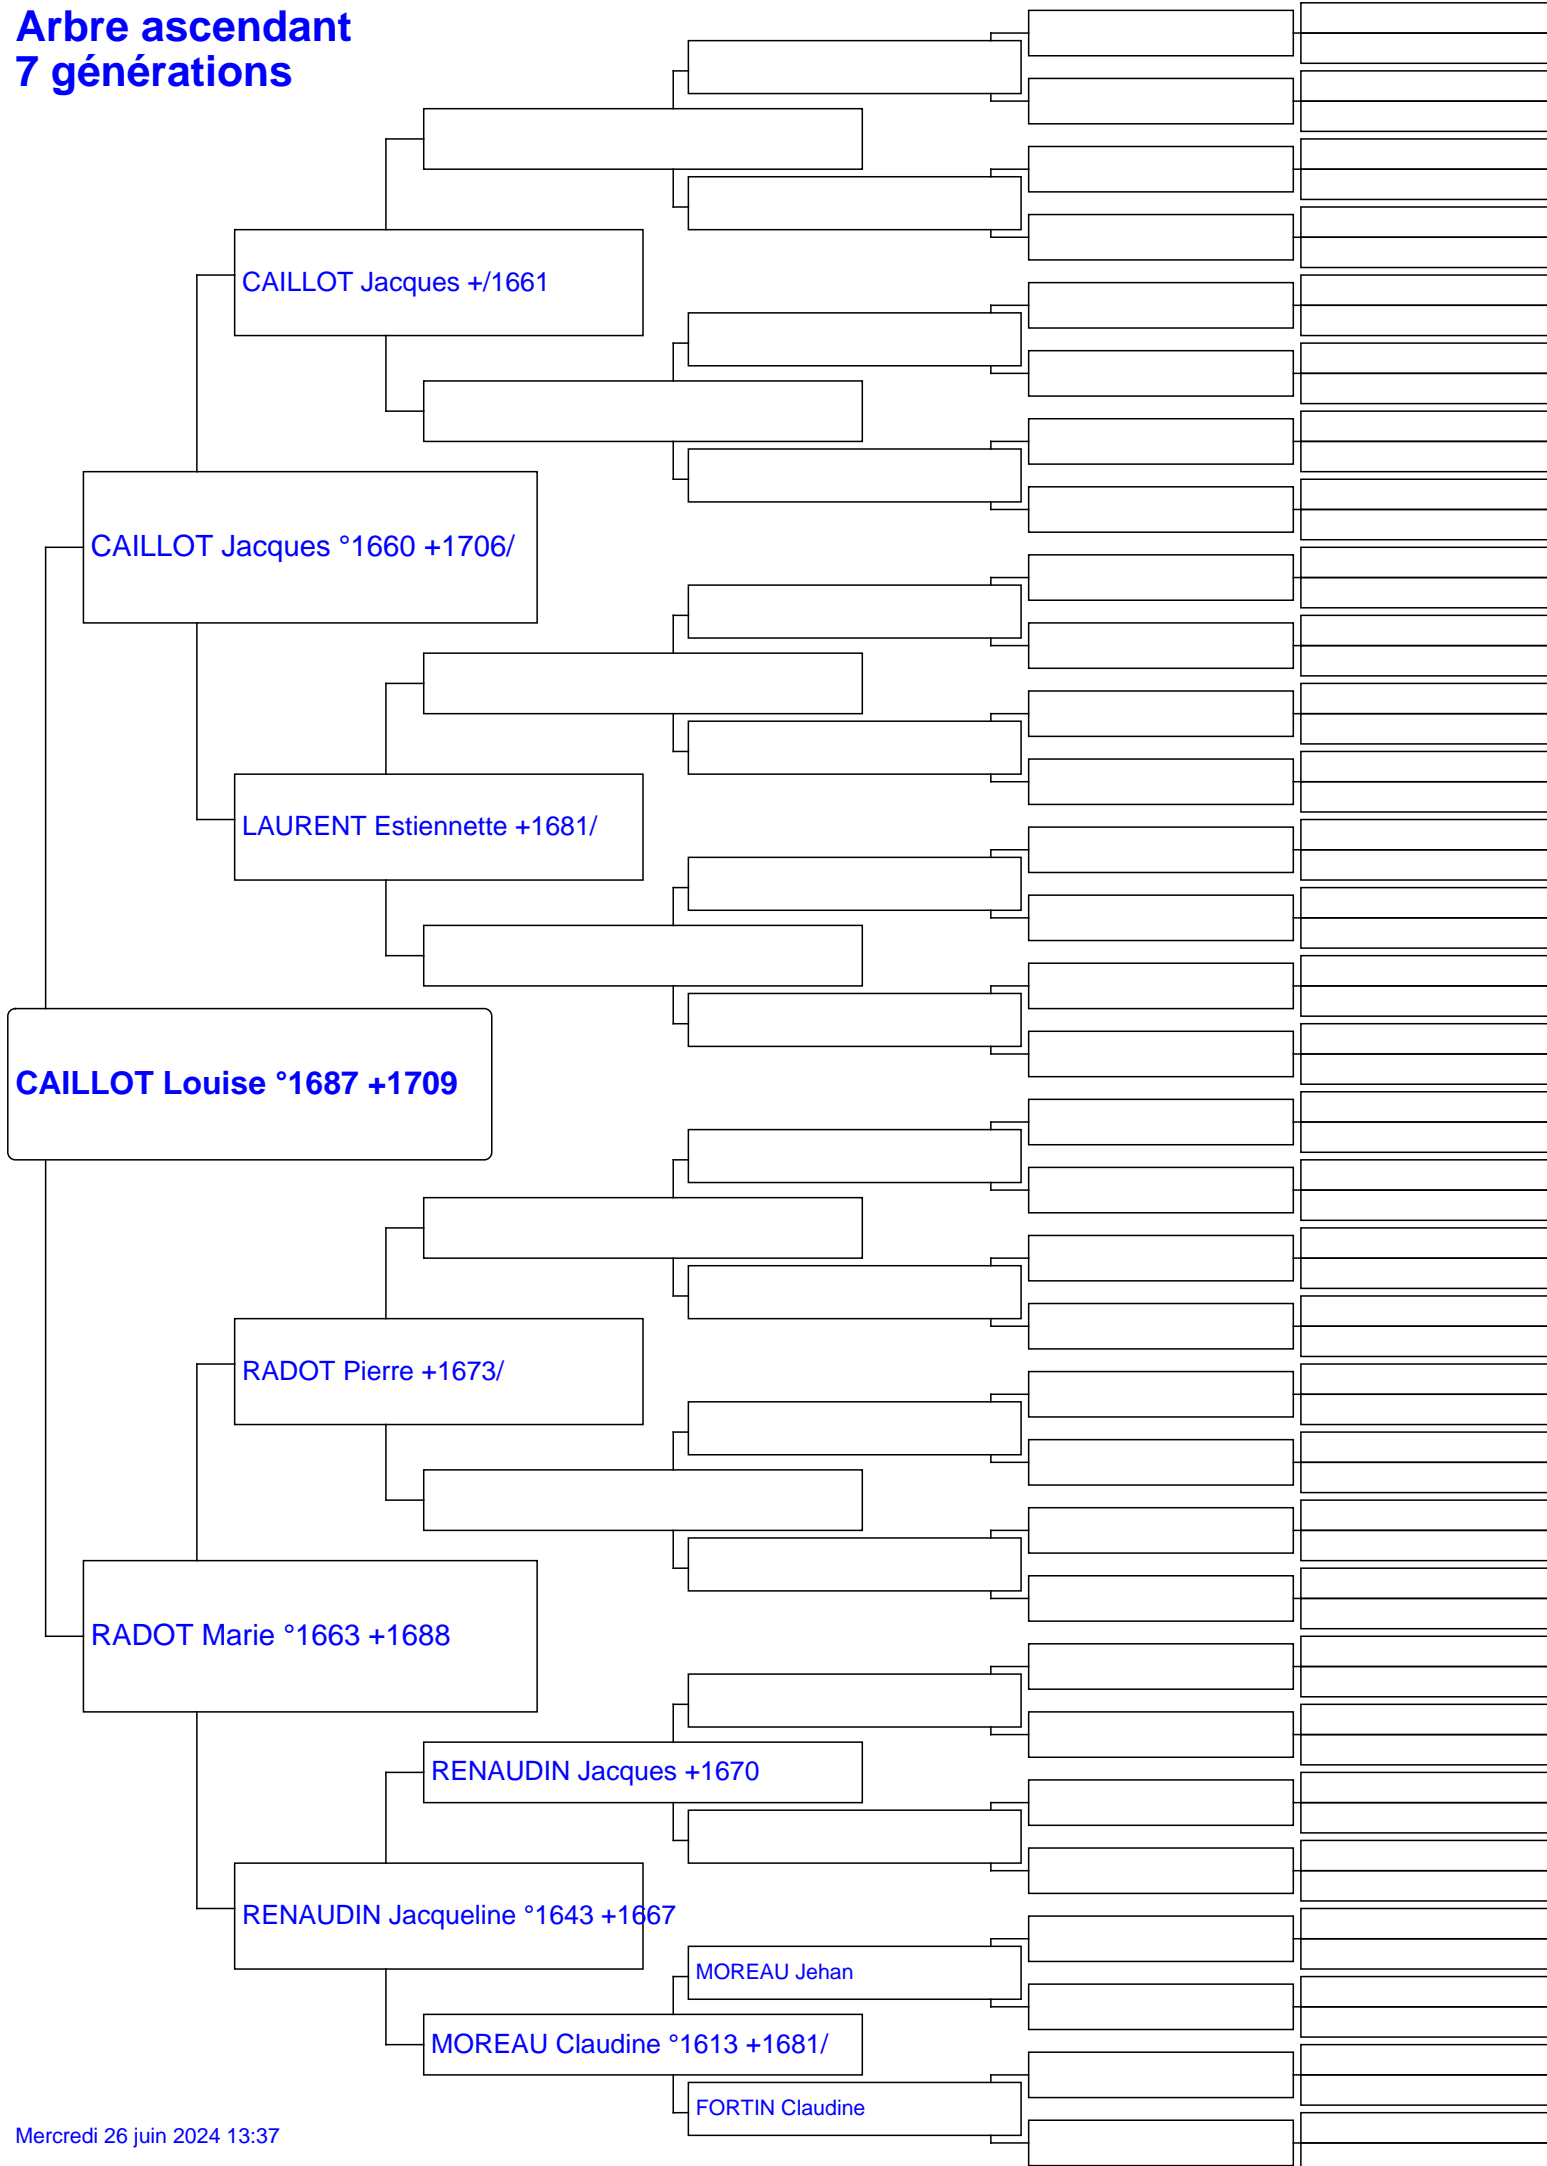 Arbre ascendant
7 générations
CAILLOT Jacques +/1661
CAILLOT Jacques °1660 +1706/
LAURENT Estiennette +1681/
CAILLOT Louise °1687 +1709
RADOT Pierre +1673/
RADOT Marie °1663 +1688
RENAUDIN Jacques +1670
RENAUDIN Jacqueline °1643 +1667
MOREAU Jehan
MOREAU Claudine °1613 +1681/
FORTIN Claudine
Mercredi 26 juin 2024 13:37